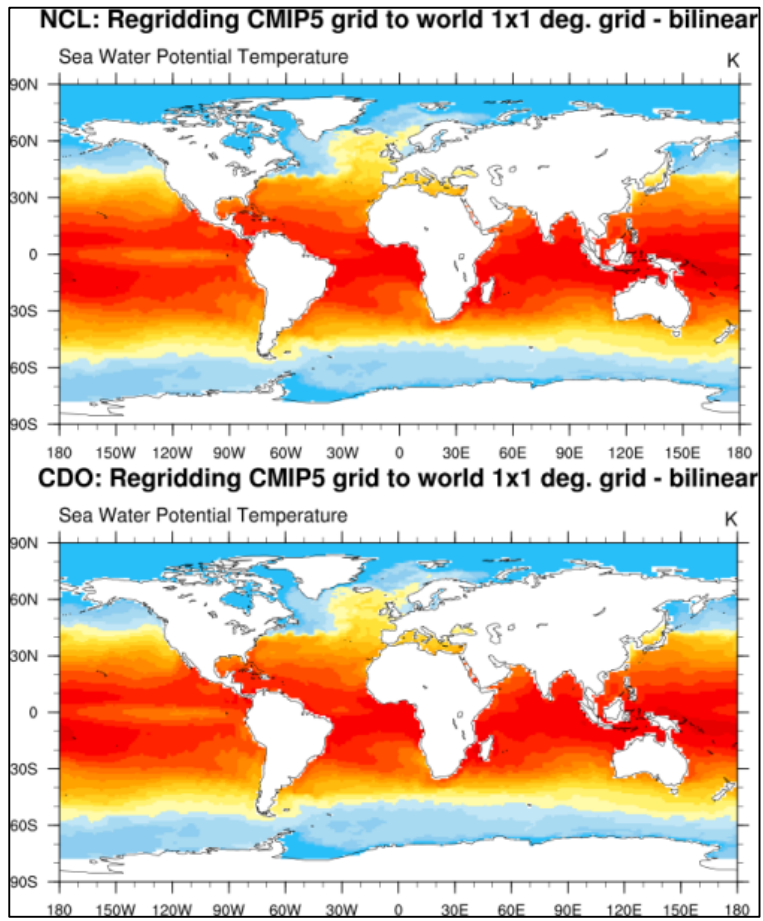 NCL: Regridding CMIP5 grid to world 1x1 deg. grid - bilinear
Sea Water Potential Temperature K
90N
60N
30N
0
30S
60S
90S
180 150W 120W 90W 60W 30W 0 30E 60E 90E 120E 150E 180
CDO: Regridding CMIP5 grid to world 1x1 deg. grid - bilinear
Sea Water Potential Temperature K
90N
60N
30N
0
30S
60S
90S
180 150W 120W 90W 60W 30W 0 30E 60E 90E 120E 150E 180